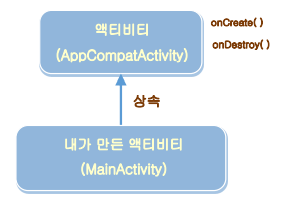 액티비티
(AppCompatActivity)
onCreate( )
onDestroy( )
상속
내가 만든 액티비티
(MainActivity)